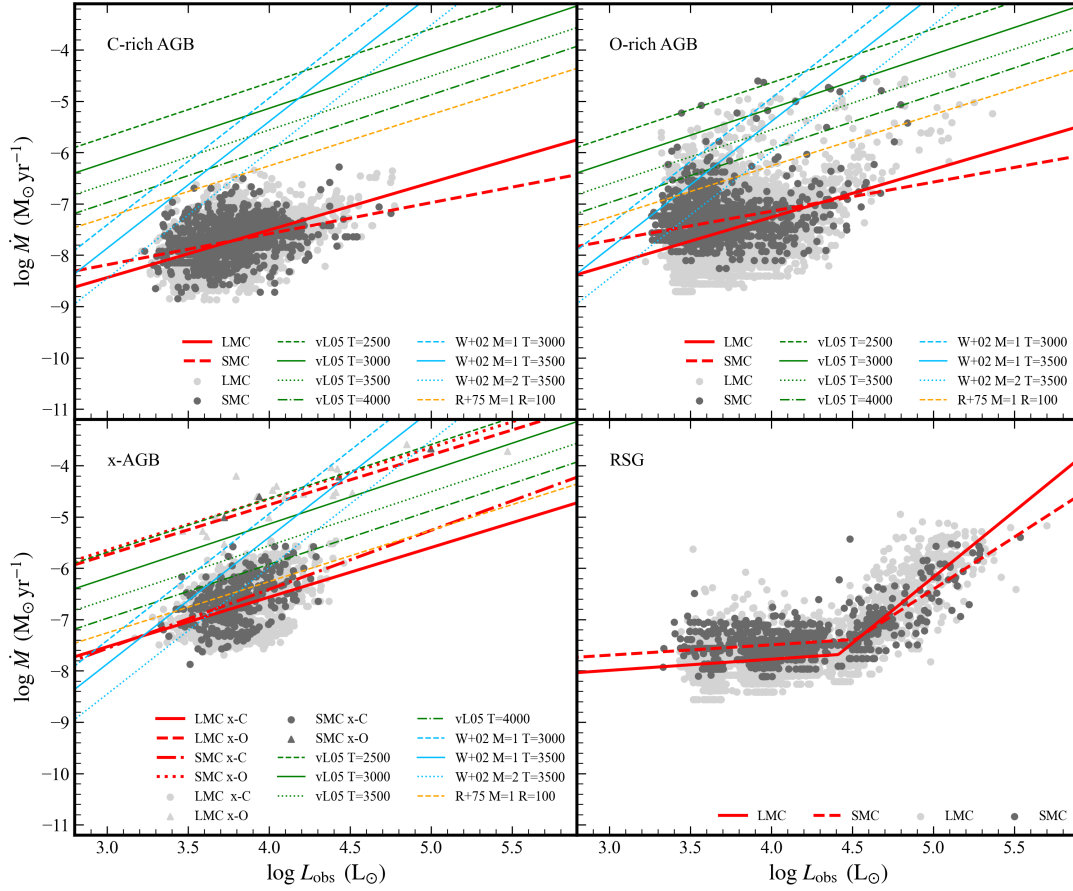 C-rich AGB
−4
−5
−6
−7
−8
−9
−10
−11
log Ṁ (M⊙ yr⁻¹)
LMC
SMC
LMC
SMC
vL05 T=2500
vL05 T=3000
vL05 T=3500
vL05 T=4000
W+02 M=1 T=3000
W+02 M=1 T=3500
W+02 M=2 T=3500
R+75 M=1 R=100
O-rich AGB
LMC
SMC
LMC
SMC
vL05 T=2500
vL05 T=3000
vL05 T=3500
vL05 T=4000
W+02 M=1 T=3000
W+02 M=1 T=3500
W+02 M=2 T=3500
R+75 M=1 R=100
x-AGB
−4
−5
−6
−7
−8
−9
−10
−11
log Ṁ (M⊙ yr⁻¹)
LMC x-C
LMC x-O
SMC x-C
SMC x-O
LMC x-C
LMC x-O
SMC x-C
SMC x-O
vL05 T=2500
vL05 T=3000
vL05 T=3500
vL05 T=4000
W+02 M=1 T=3000
W+02 M=1 T=3500
W+02 M=2 T=3500
R+75 M=1 R=100
3.0 3.5 4.0 4.5 5.0 5.5
log Lobs (L⊙)
RSG
LMC SMC LMC SMC
3.0 3.5 4.0 4.5 5.0 5.5
log Lobs (L⊙)